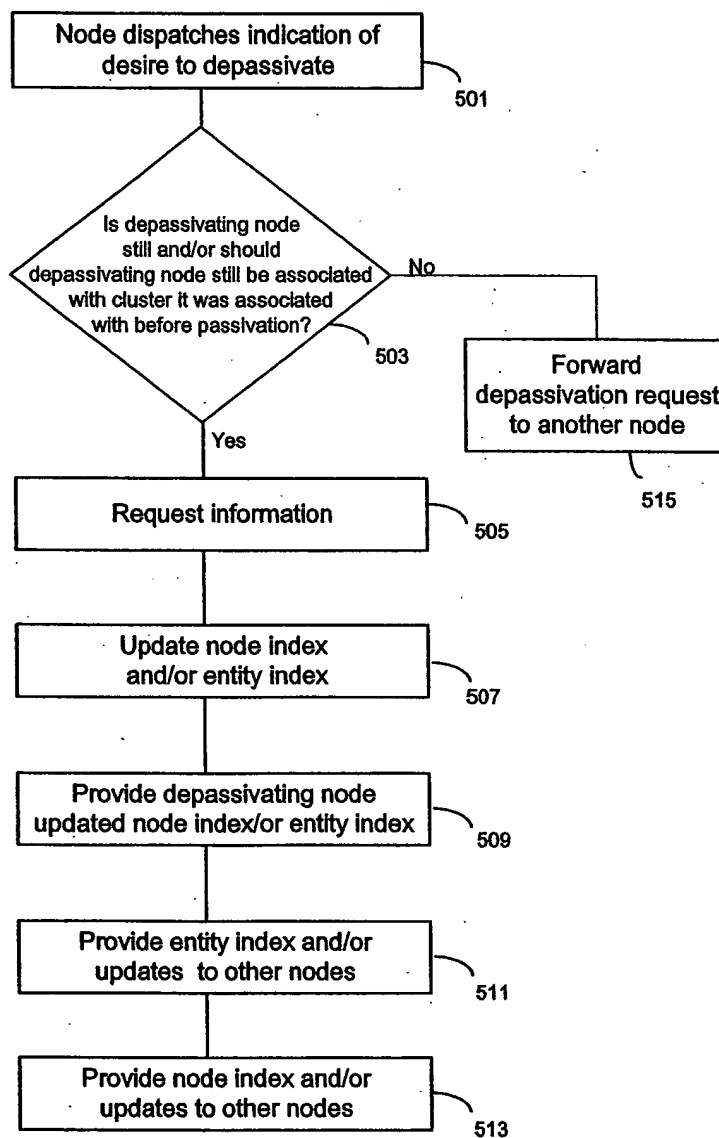 Node dispatches indication of
desire to depassivate
501
Is depassivating node
still and/or should
depassivating node still be associated
with cluster it was associated
with before passivation?
503
No
Forward
depassivation request
to another node
515
Yes
Request information
505
Update node index
and/or entity index
507
Provide depassivating node
updated node index/or entity index
509
Provide entity index and/or
updates to other nodes
511
Provide node index and/or
updates to other nodes
513